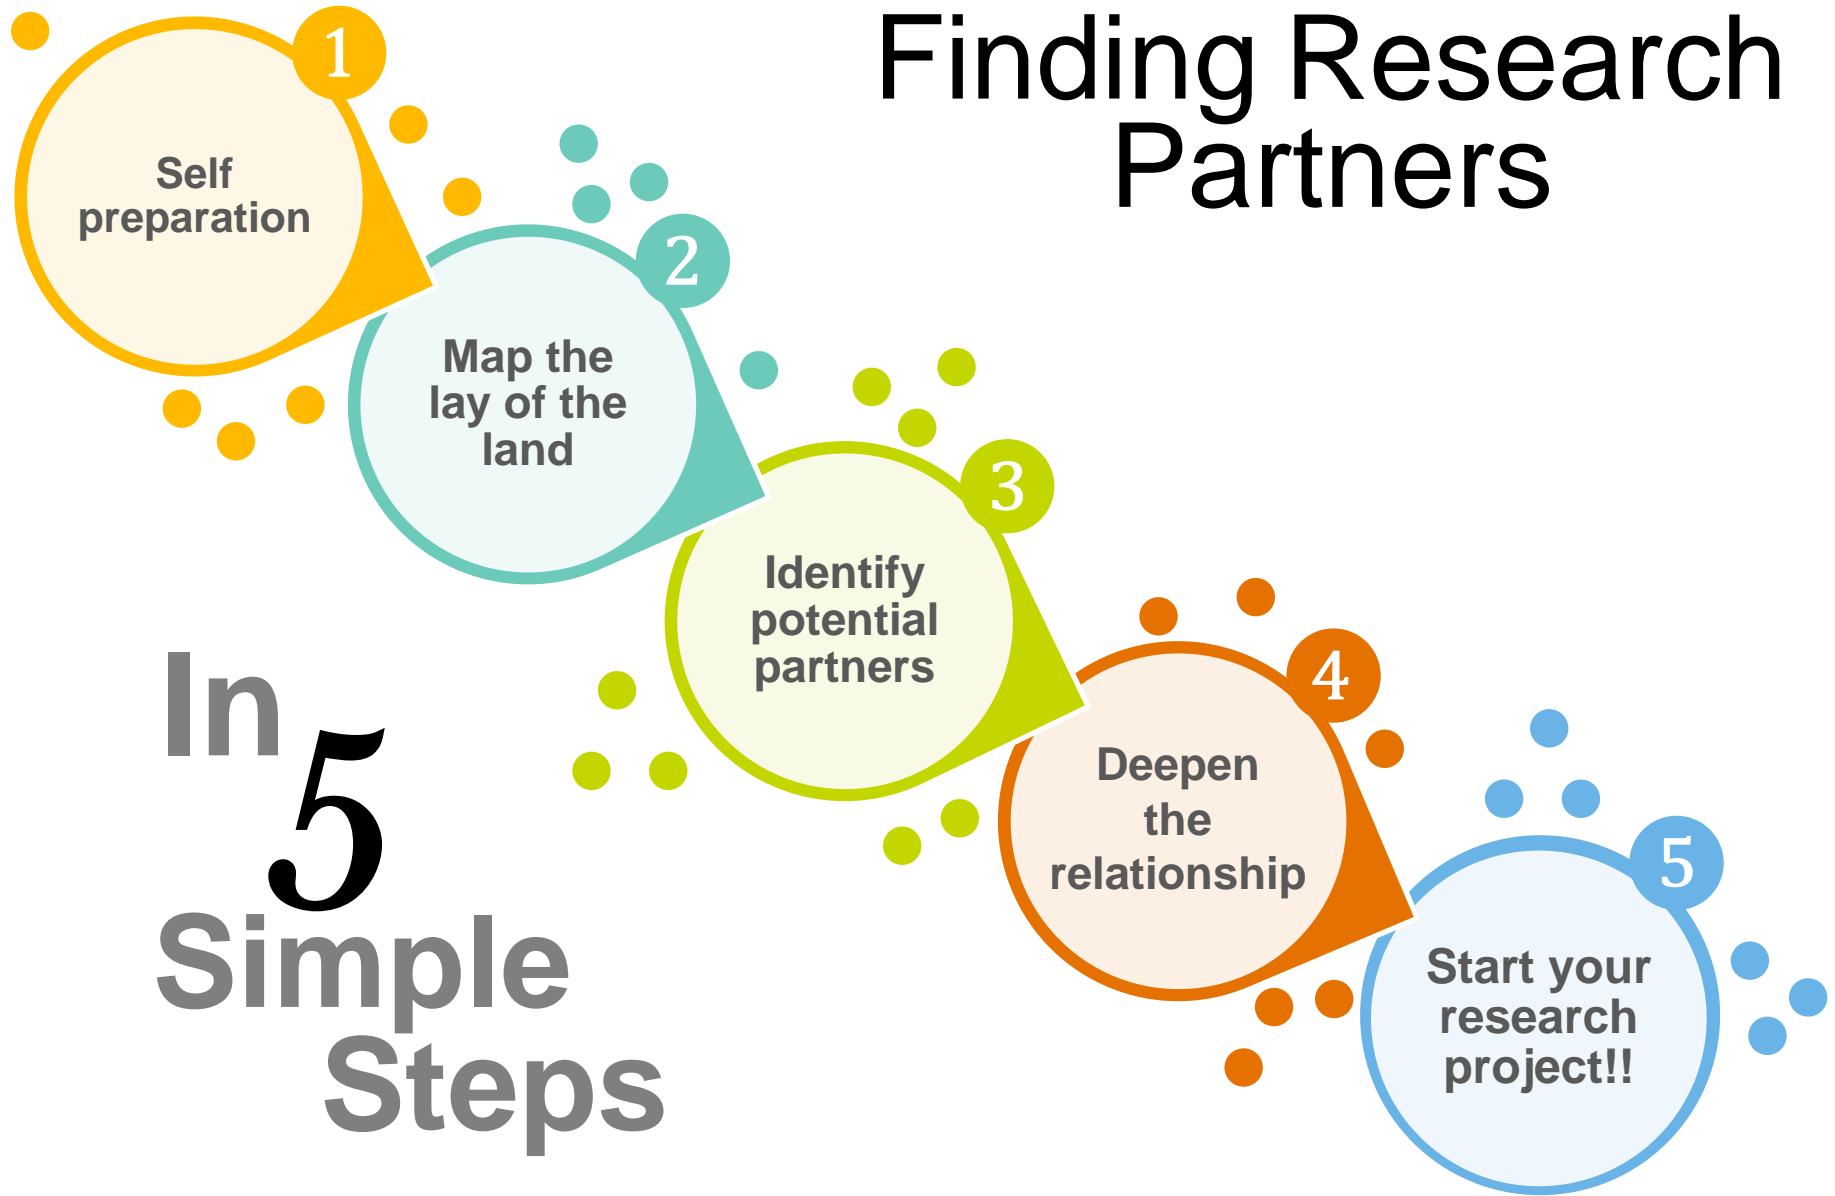 Finding Research
Partners
1
Self
preparation
2
Map the
lay of the
land
3
Identify
potential
partners
4
Deepen
the
relationship
5
Start your
research
project!!
In
5
Simple
Steps